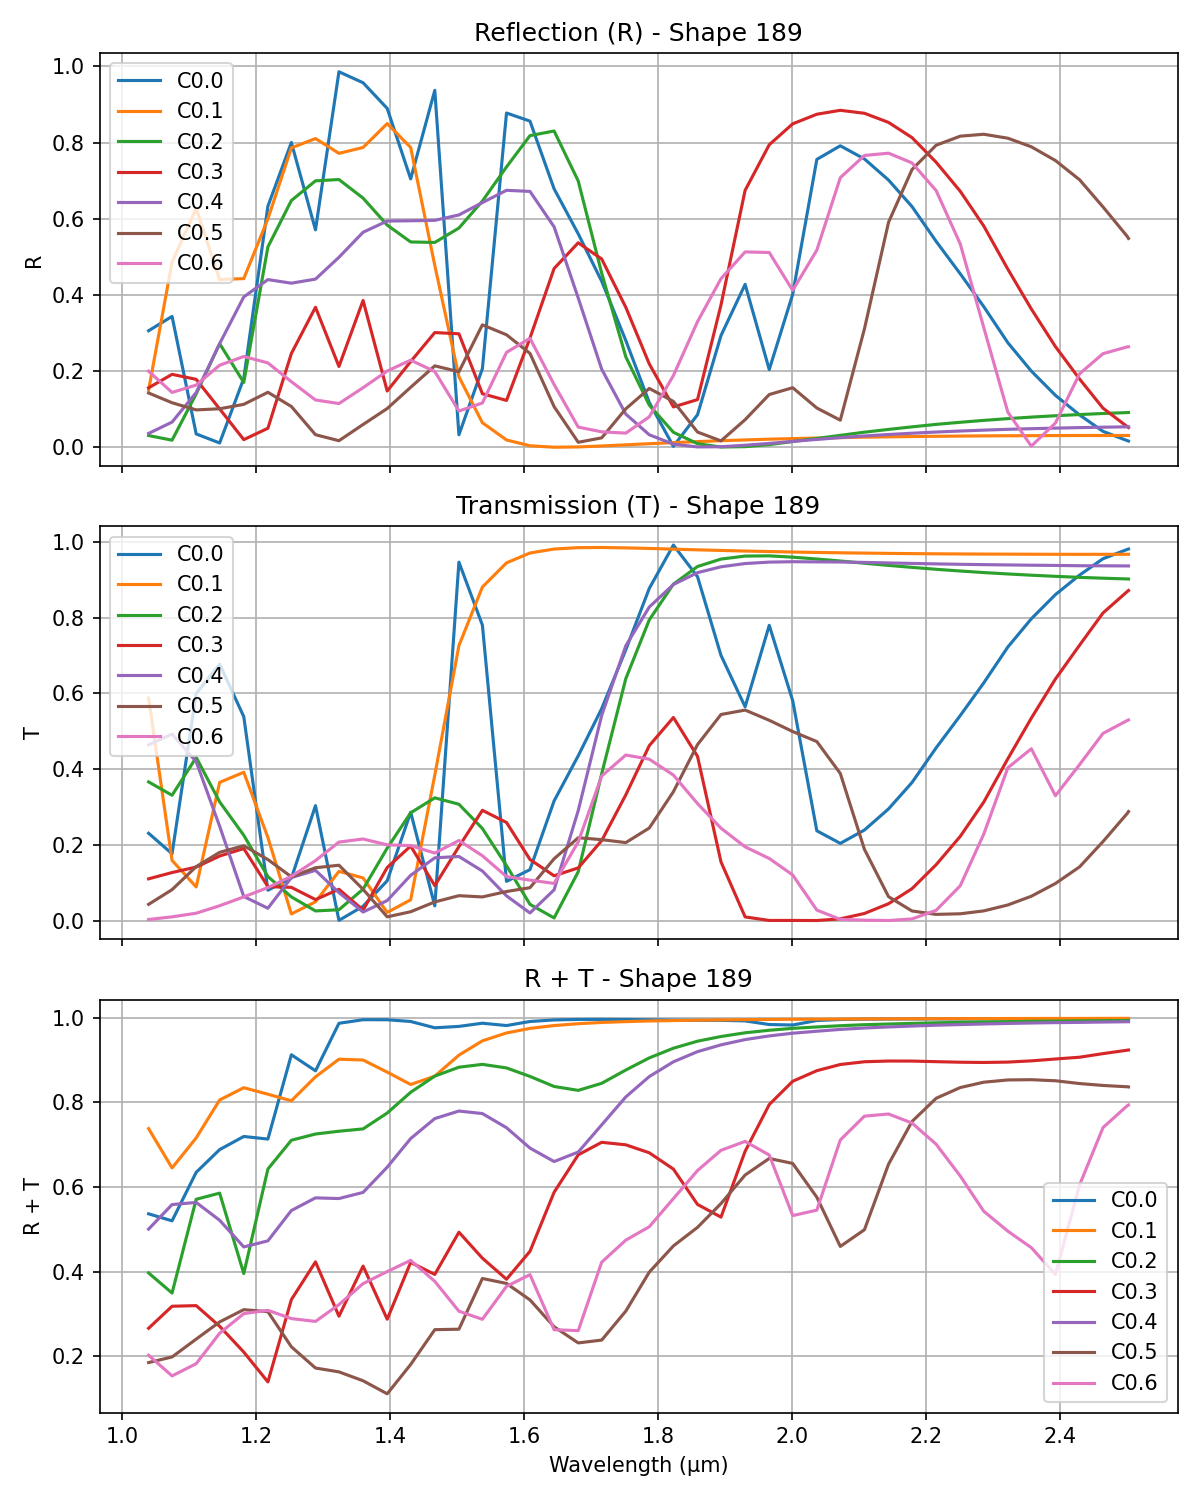 Reflection (R) - Shape 189
1.0
0.8
0.6
0.4
0.2
0.0
R
C0.0
C0.1
C0.2
C0.3
C0.4
C0.5
C0.6
Transmission (T) - Shape 189
1.0
0.8
0.6
0.4
0.2
0.0
T
C0.0
C0.1
C0.2
C0.3
C0.4
C0.5
C0.6
R + T - Shape 189
1.0
0.8
0.6
0.4
0.2
R + T
C0.0
C0.1
C0.2
C0.3
C0.4
C0.5
C0.6
1.0 1.2 1.4 1.6 1.8 2.0 2.2 2.4
Wavelength (µm)